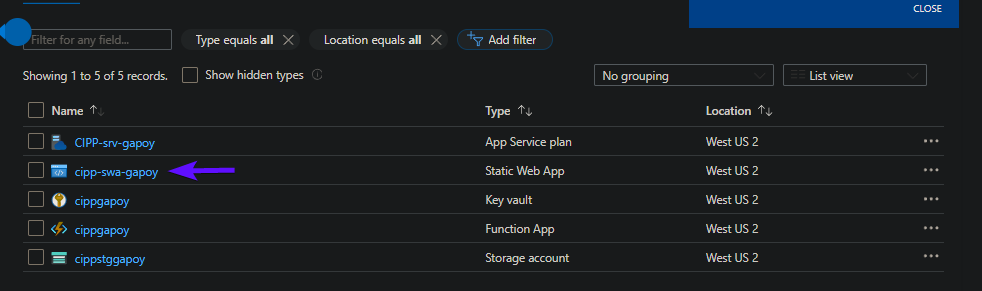 CLOSE
Filter for any field...
Type equals all
Location equals all
Add filter
Showing 1 to 5 of 5 records.
Show hidden types
No grouping
List view
Name Type Location
CIPP-srv-gapoy App Service plan West US 2
cipp-swa-gapoy Static Web App West US 2
cippgapoy Key vault West US 2
cippgapoy Function App West US 2
cippstggapoy Storage account West US 2